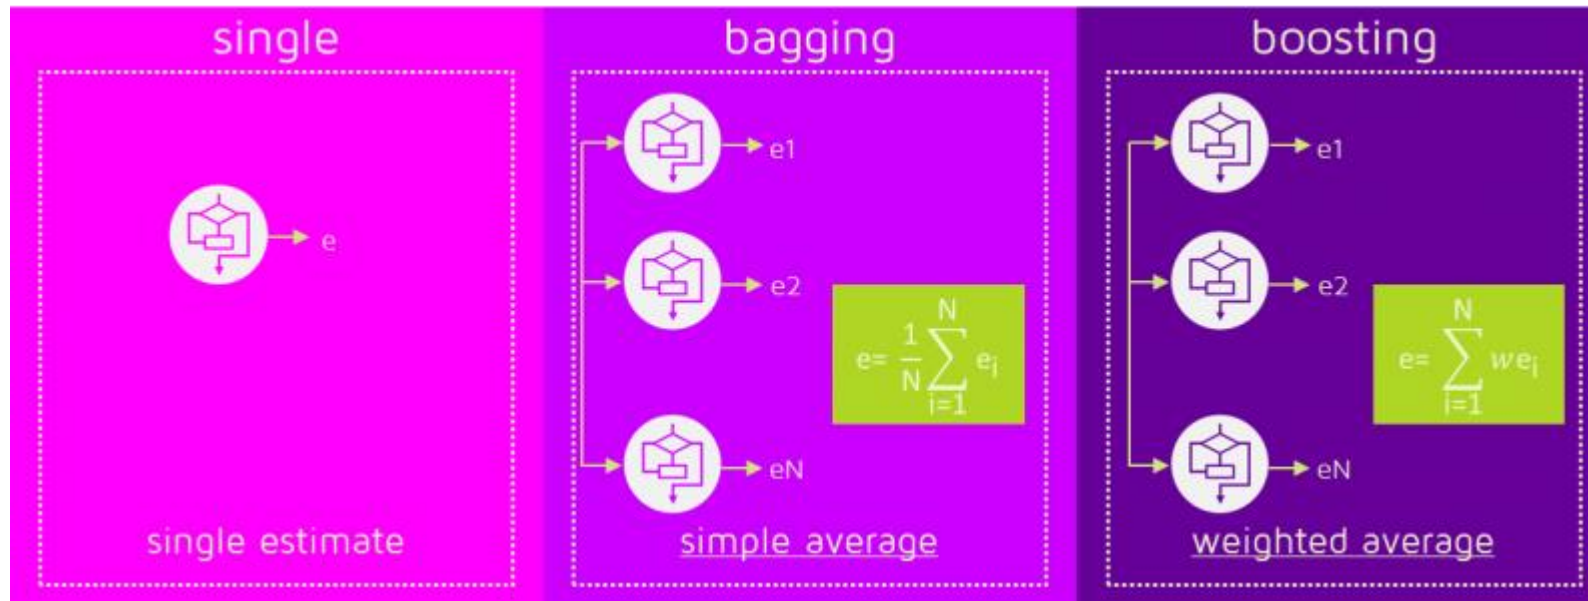 single
e
single estimate
bagging
e1
e2
eN
e= 1/N ∑ i=1 N eᵢ
simple average
boosting
e1
e2
eN
e= ∑ i=1 N weᵢ
weighted average